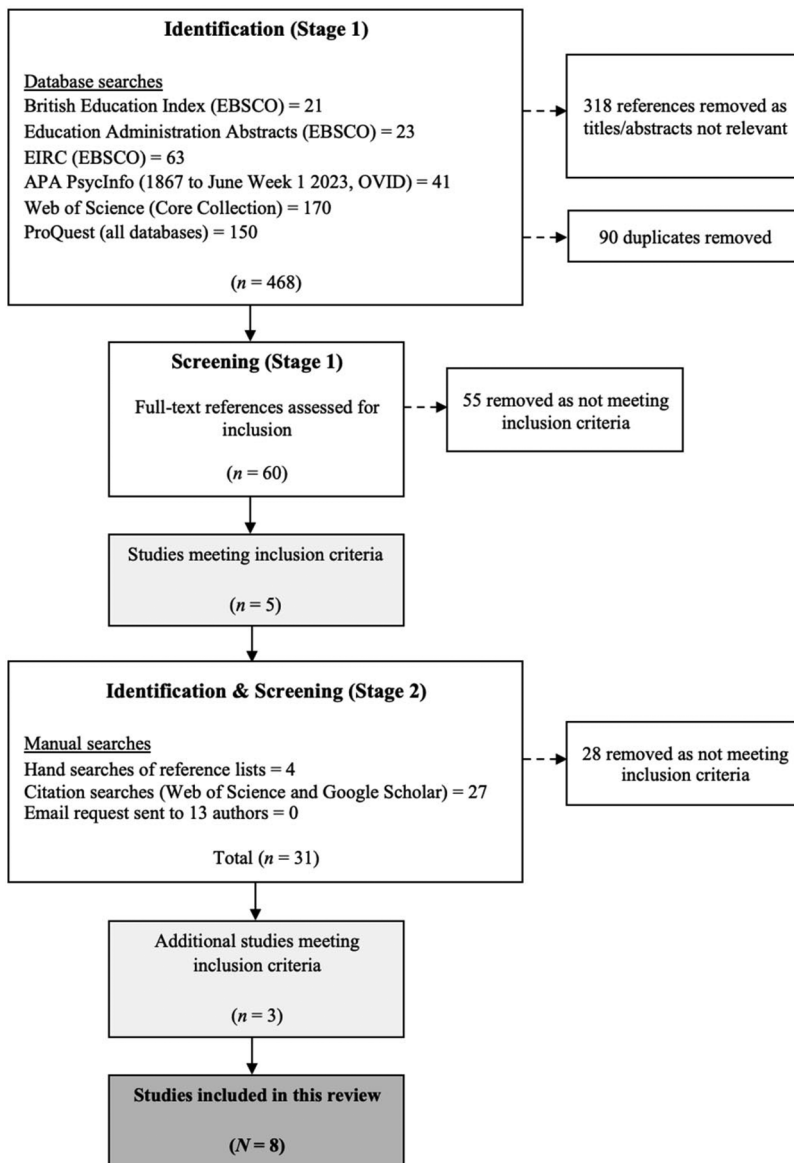 Identification (Stage 1)
Database searches
British Education Index (EBSCO) = 21
Education Administration Abstracts (EBSCO) = 23
EIRC (EBSCO) = 63
APA PsycInfo (1867 to June Week 1 2023, OVID) = 41
Web of Science (Core Collection) = 170
ProQuest (all databases) = 150
(n = 468)
318 references removed as
titles/abstracts not relevant
90 duplicates removed
Screening (Stage 1)
Full-text references assessed for
inclusion
(n = 60)
55 removed as not meeting
inclusion criteria
Studies meeting inclusion criteria
(n = 5)
Identification & Screening (Stage 2)
Manual searches
Hand searches of reference lists = 4
Citation searches (Web of Science and Google Scholar) = 27
Email request sent to 13 authors = 0
Total (n = 31)
28 removed as not meeting
inclusion criteria
Additional studies meeting
inclusion criteria
(n = 3)
Studies included in this review
(N = 8)